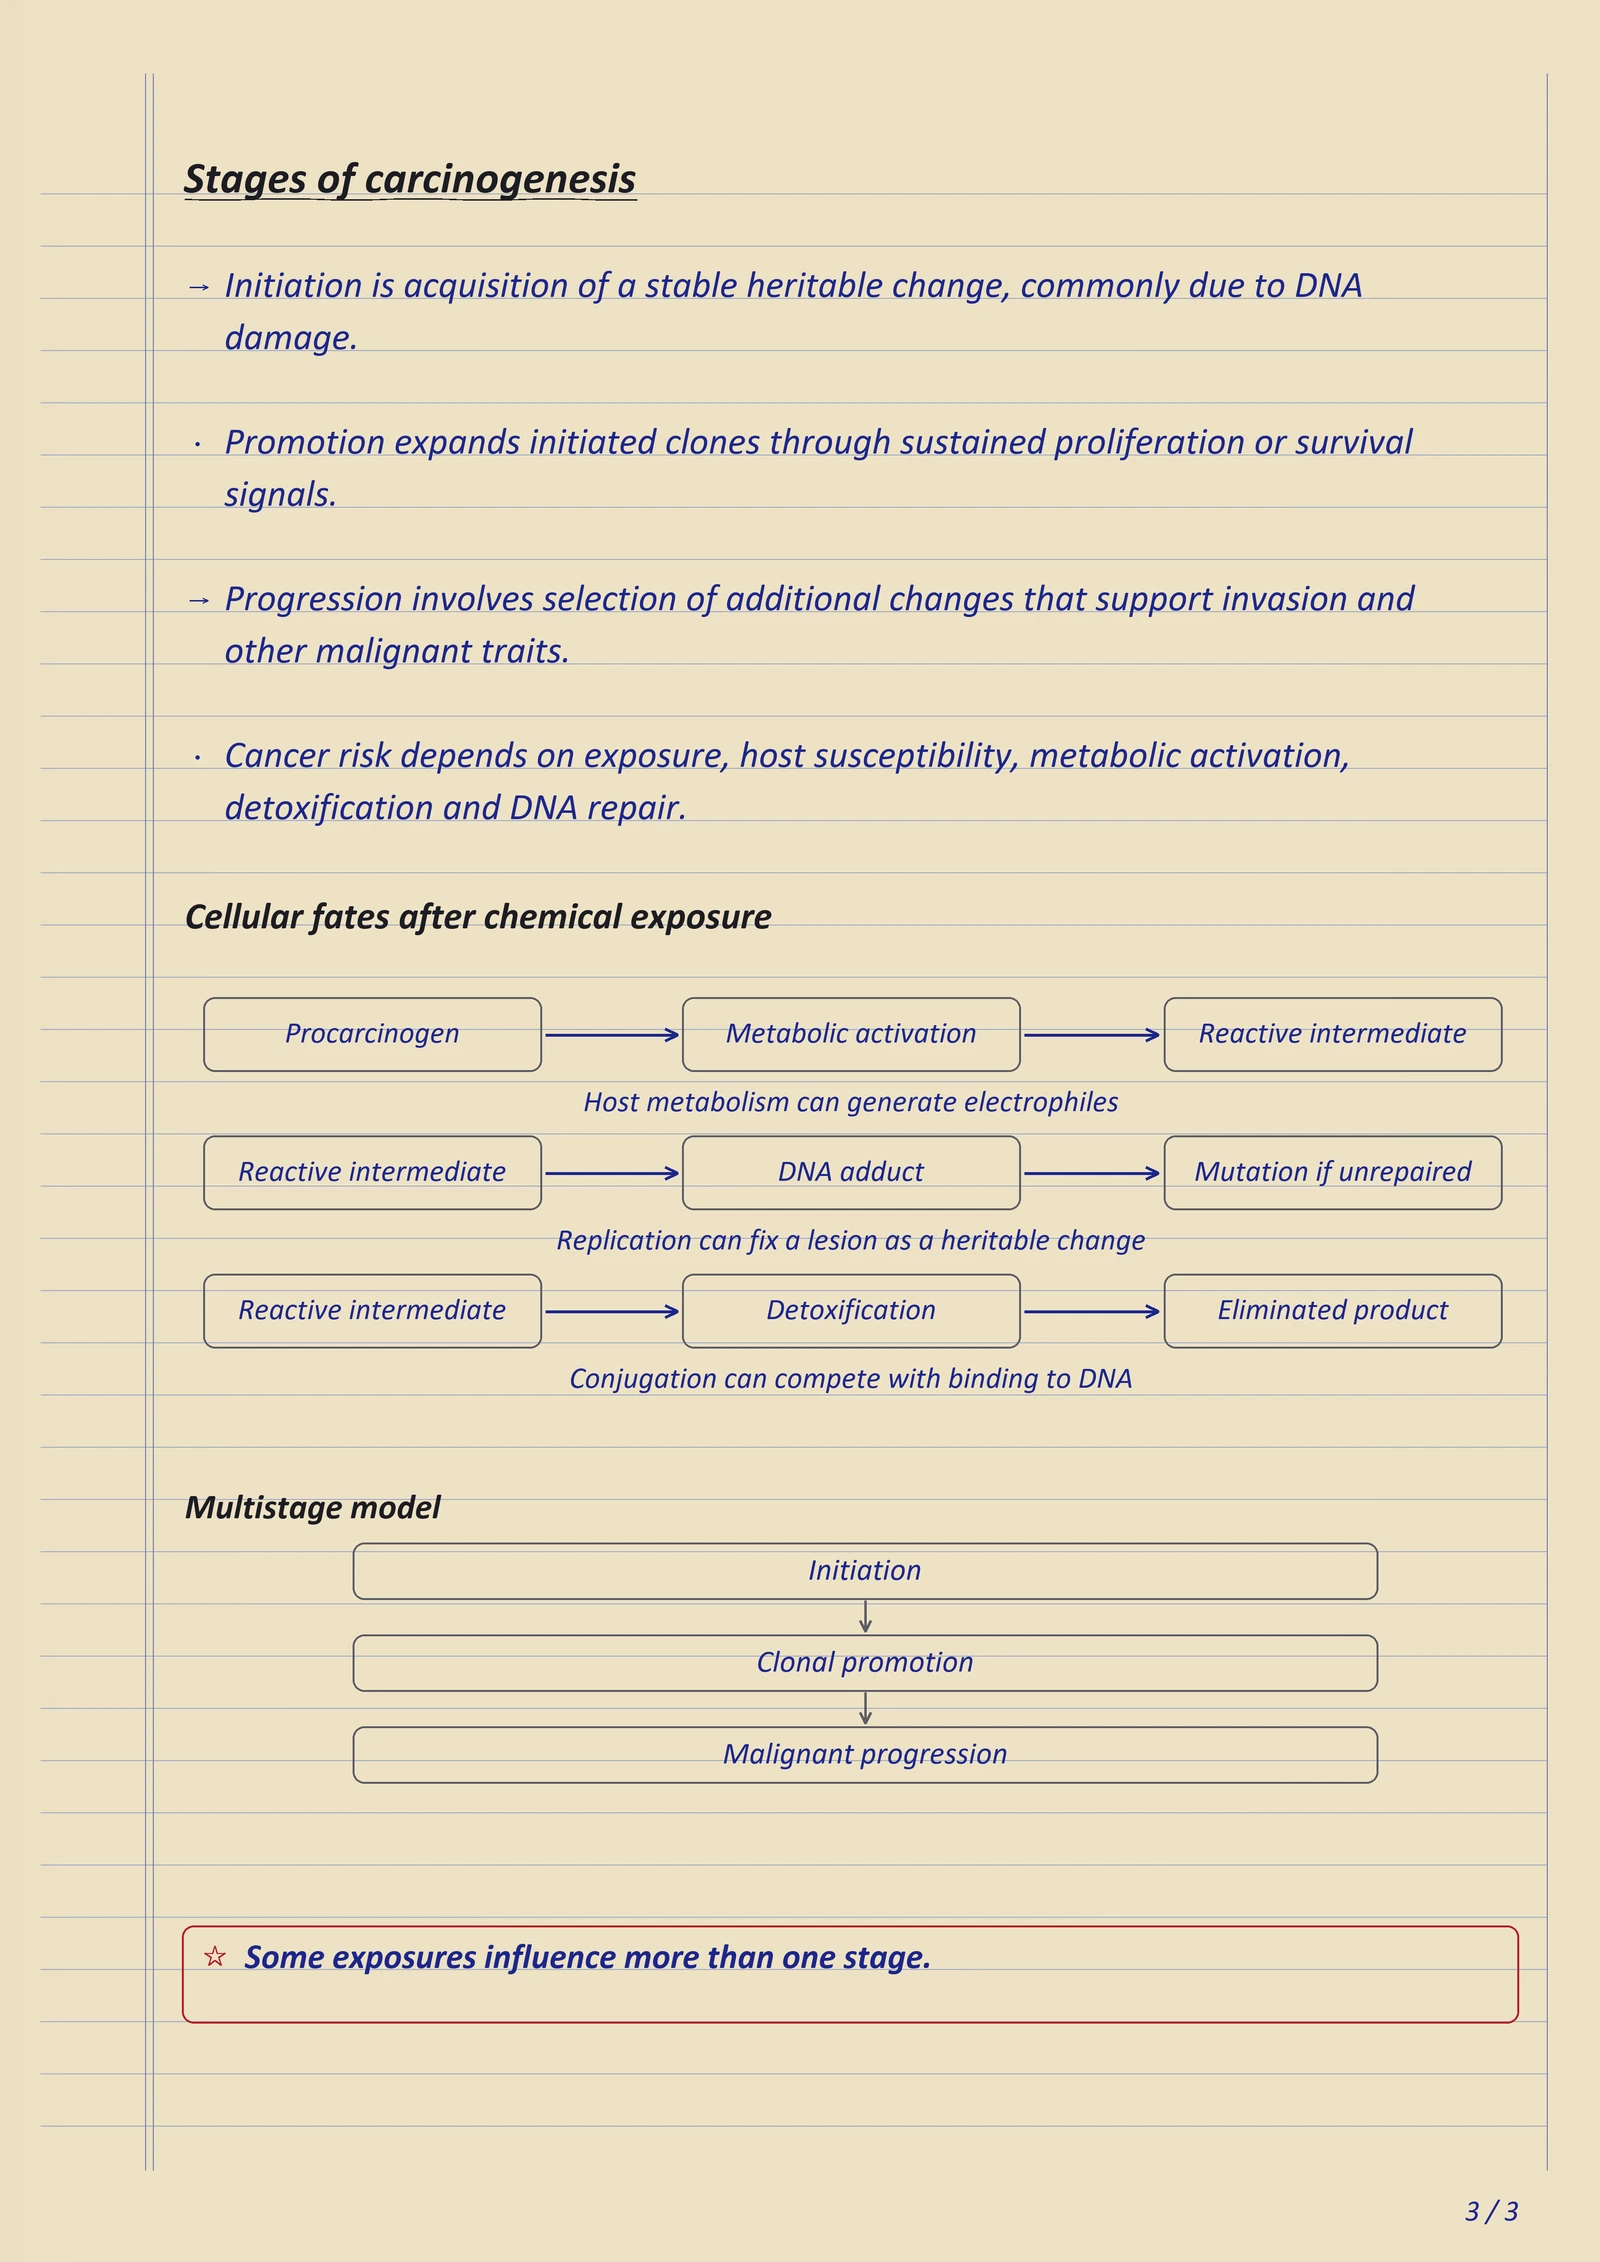 Stages of carcinogenesis
→ Initiation is acquisition of a stable heritable change, commonly due to DNA
damage.
· Promotion expands initiated clones through sustained proliferation or survival
signals.
→ Progression involves selection of additional changes that support invasion and
other malignant traits.
· Cancer risk depends on exposure, host susceptibility, metabolic activation,
detoxification and DNA repair.
Cellular fates after chemical exposure
Procarcinogen → Metabolic activation → Reactive intermediate
Host metabolism can generate electrophiles
Reactive intermediate → DNA adduct → Mutation if unrepaired
Replication can fix a lesion as a heritable change
Reactive intermediate → Detoxification → Eliminated product
Conjugation can compete with binding to DNA
Multistage model
Initiation
Clonal promotion
Malignant progression
☆ Some exposures influence more than one stage.
3 / 3